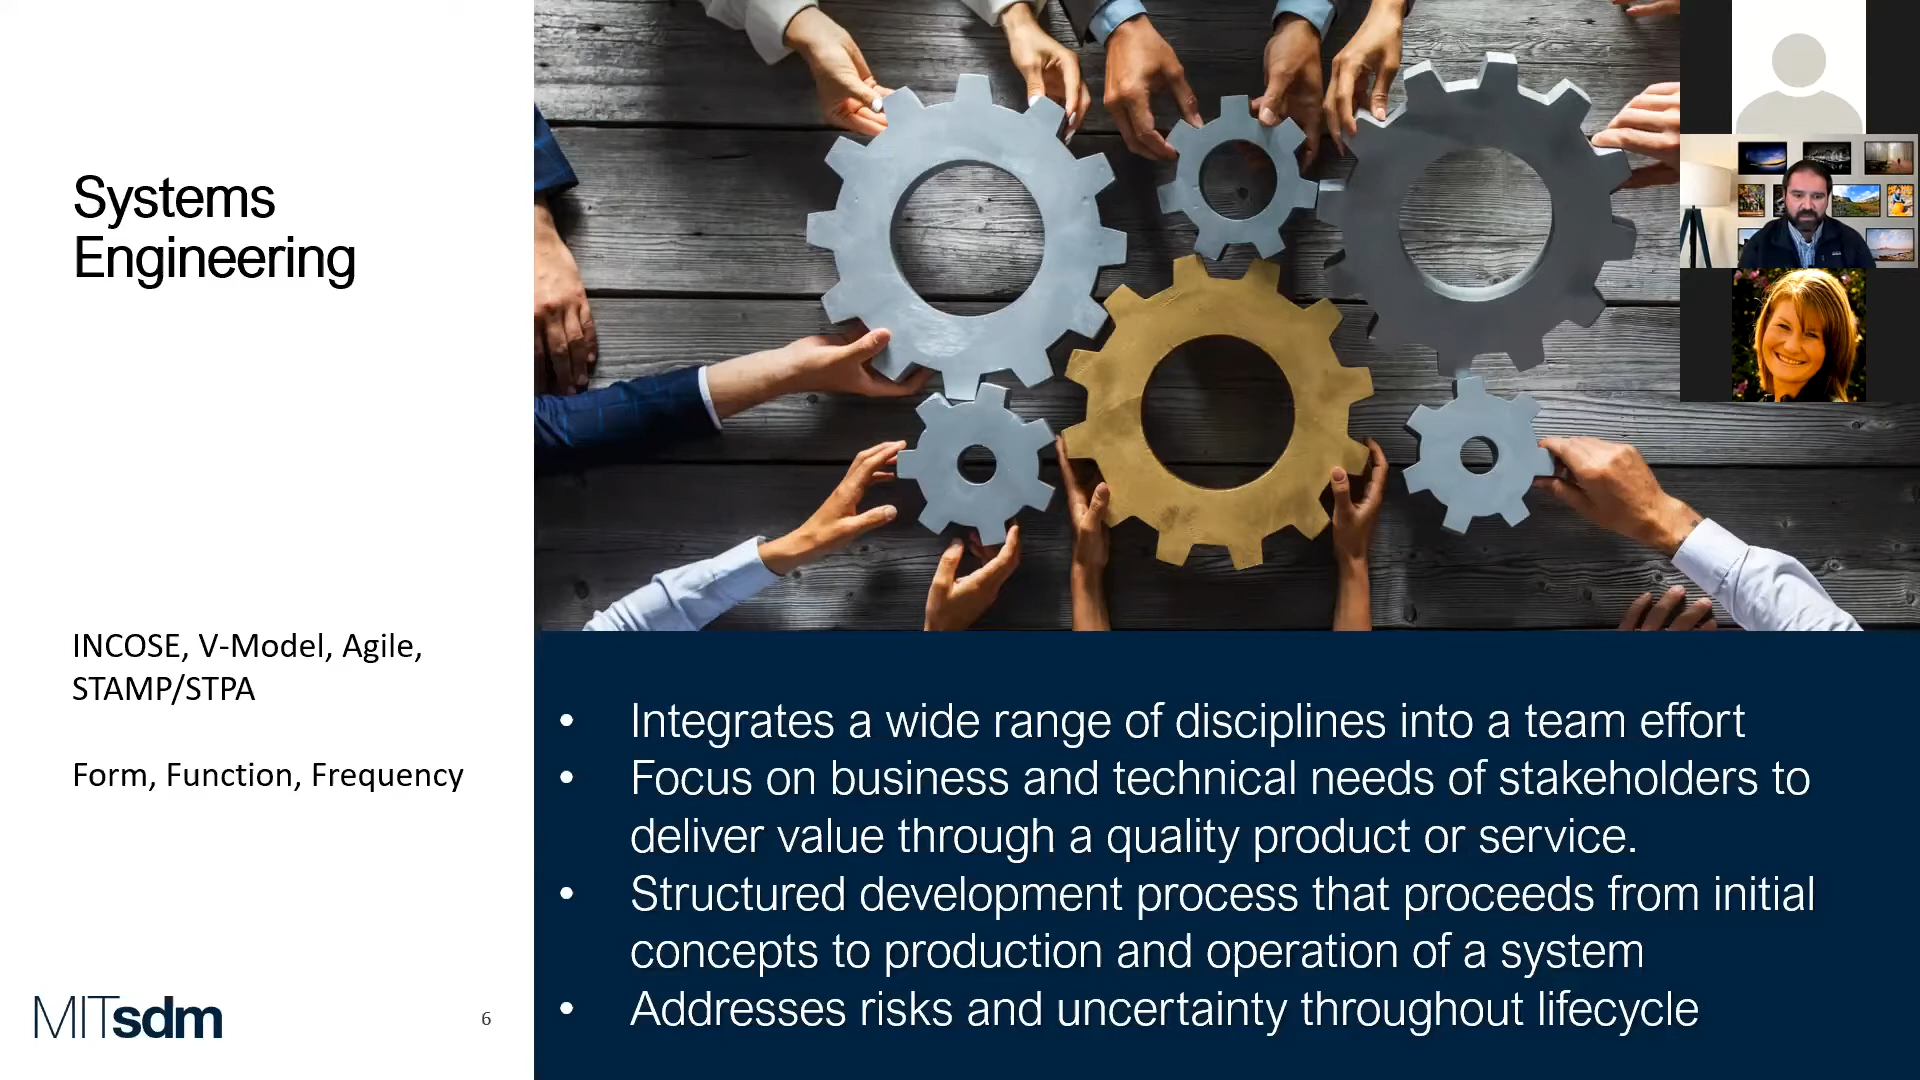 Systems
Engineering
INCOSE, V-Model, Agile,
STAMP/STPA
Form, Function, Frequency
MITsdm
6
• Integrates a wide range of disciplines into a team effort
• Focus on business and technical needs of stakeholders to
deliver value through a quality product or service.
• Structured development process that proceeds from initial
concepts to production and operation of a system
• Addresses risks and uncertainty throughout lifecycle